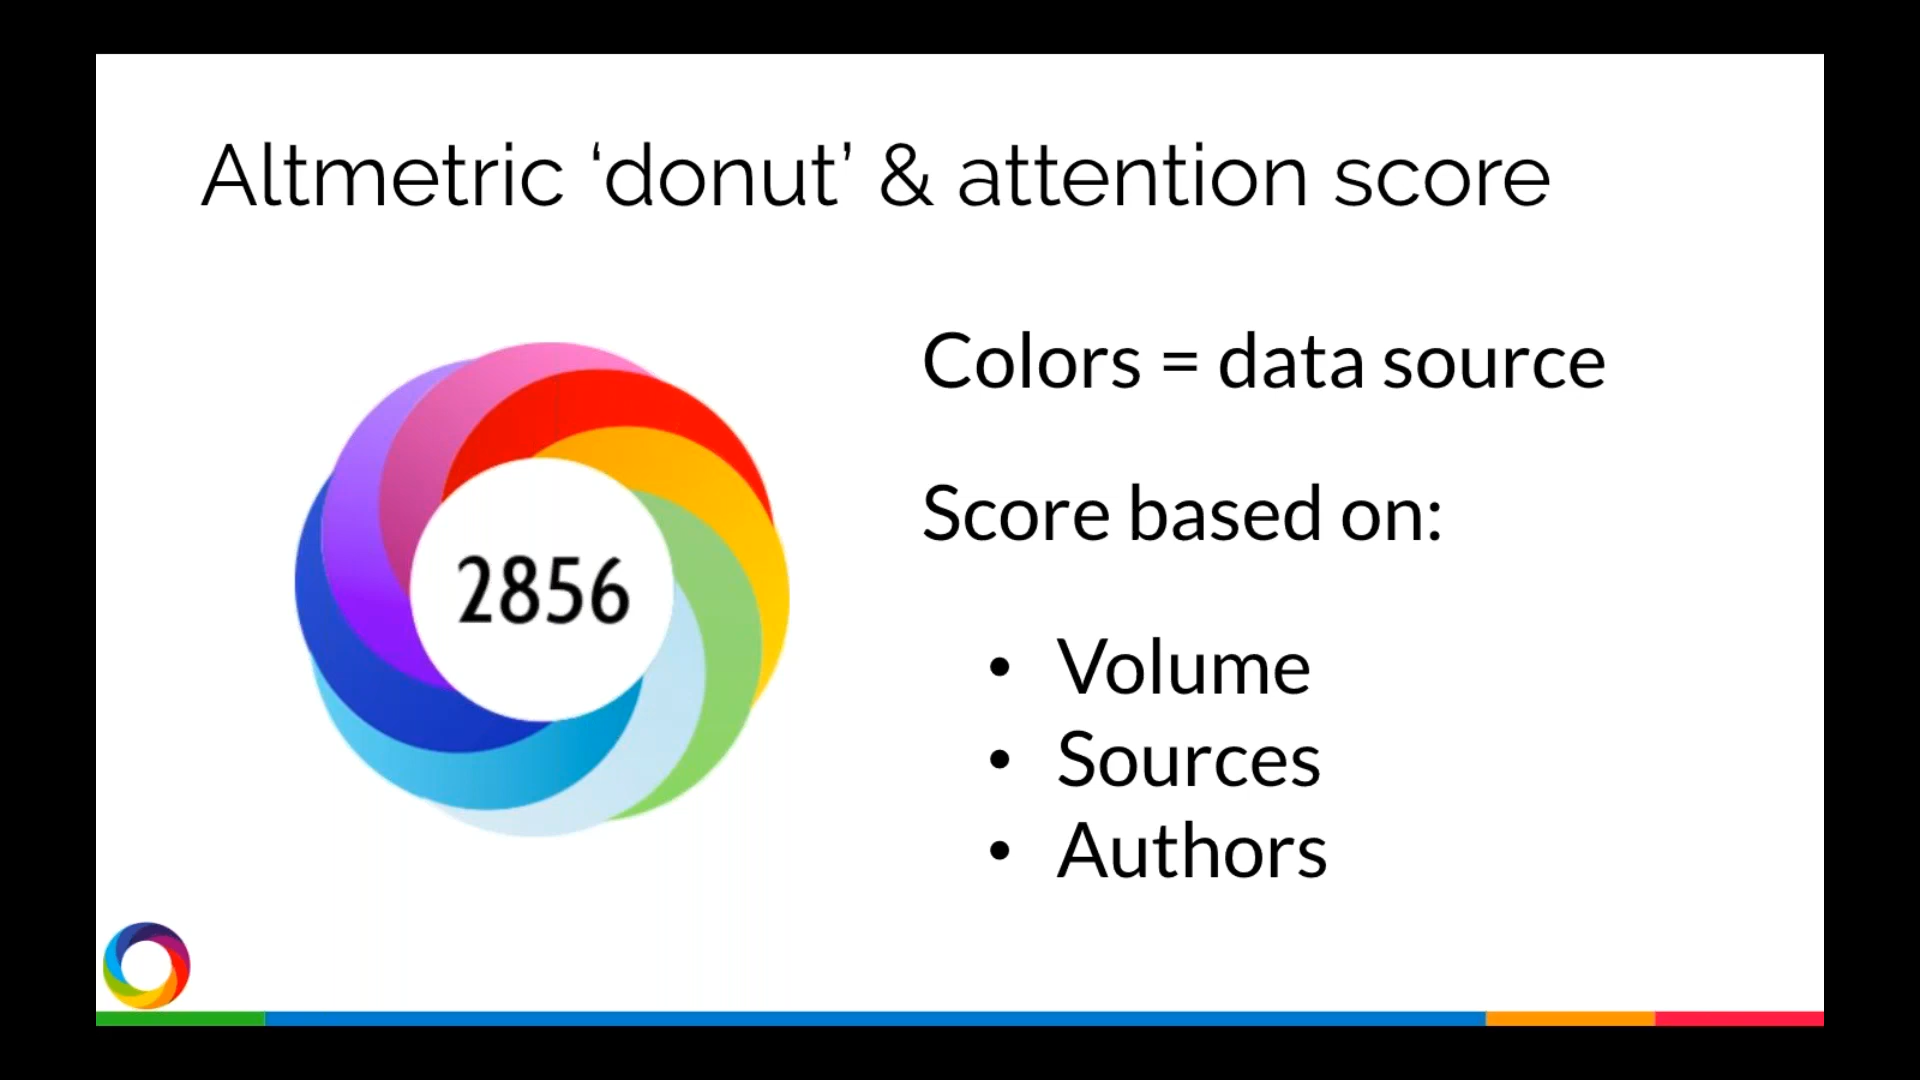 Altmetric ‘donut’ & attention score
2856
Colors = data source
Score based on:
• Volume
• Sources
• Authors